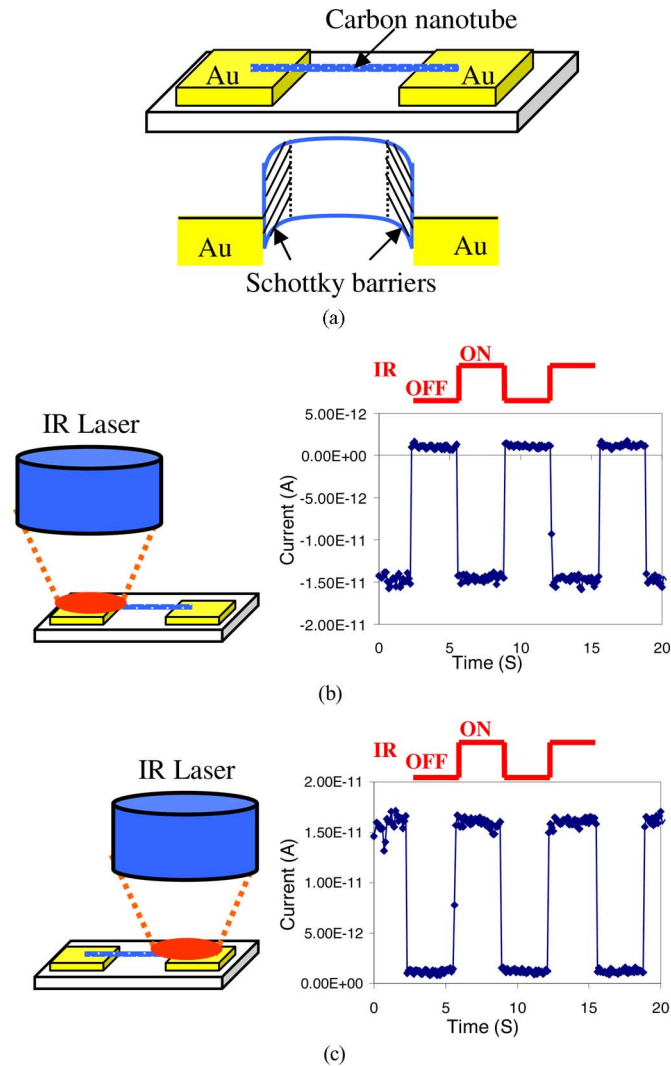 Carbon nanotube
Au
Au
Au
Au
Schottky barriers
(a)
IR Laser
IR
OFF
ON
Current (A)
5.00E-12
0.00E+00
-5.00E-12
-1.00E-11
-1.50E-11
-2.00E-11
0
5
10
15
20
Time (S)
(b)
IR Laser
IR
OFF
ON
Current (A)
2.00E-11
1.50E-11
1.00E-11
5.00E-12
0.00E+00
0
5
10
15
20
Time (S)
(c)